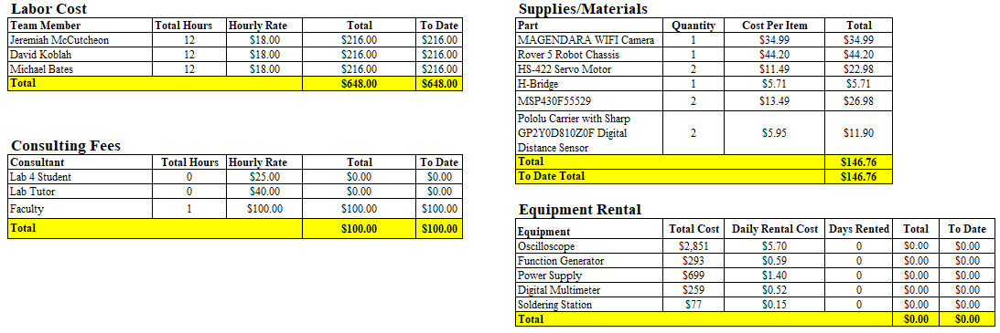 Labor Cost
Team Member Total Hours Hourly Rate Total To Date
Jeremiah McCutcheon 12 $18.00 $216.00 $216.00
David Koblah 12 $18.00 $216.00 $216.00
Michael Bates 12 $18.00 $216.00 $216.00
Total $648.00 $648.00
Consulting Fees
Consultant Total Hours Hourly Rate Total To Date
Lab 4 Student 0 $25.00 $0.00 $0.00
Lab Tutor 0 $40.00 $0.00 $0.00
Faculty 1 $100.00 $100.00 $100.00
Total $100.00 $100.00
Supplies/Materials
Part Quantity Cost Per Item Total
MAGENDARA WIFI Camera 1 $34.99 $34.99
Rover 5 Robot Chassis 1 $44.20 $44.20
HS-422 Servo Motor 2 $11.49 $22.98
H-Bridge 1 $5.71 $5.71
MSP430F55529 2 $13.49 $26.98
Pololu Carrier with Sharp
GP2Y0D810Z0F Digital 2 $5.95 $11.90
Distance Sensor
Total $146.76
To Date Total $146.76
Equipment Rental
Equipment Total Cost Daily Rental Cost Days Rented Total To Date
Oscilloscope $2,851 $5.70 0 $0.00 $0.00
Function Generator $293 $0.59 0 $0.00 $0.00
Power Supply $699 $1.40 0 $0.00 $0.00
Digital Multimeter $259 $0.52 0 $0.00 $0.00
Soldering Station $77 $0.15 0 $0.00 $0.00
Total $0.00 $0.00